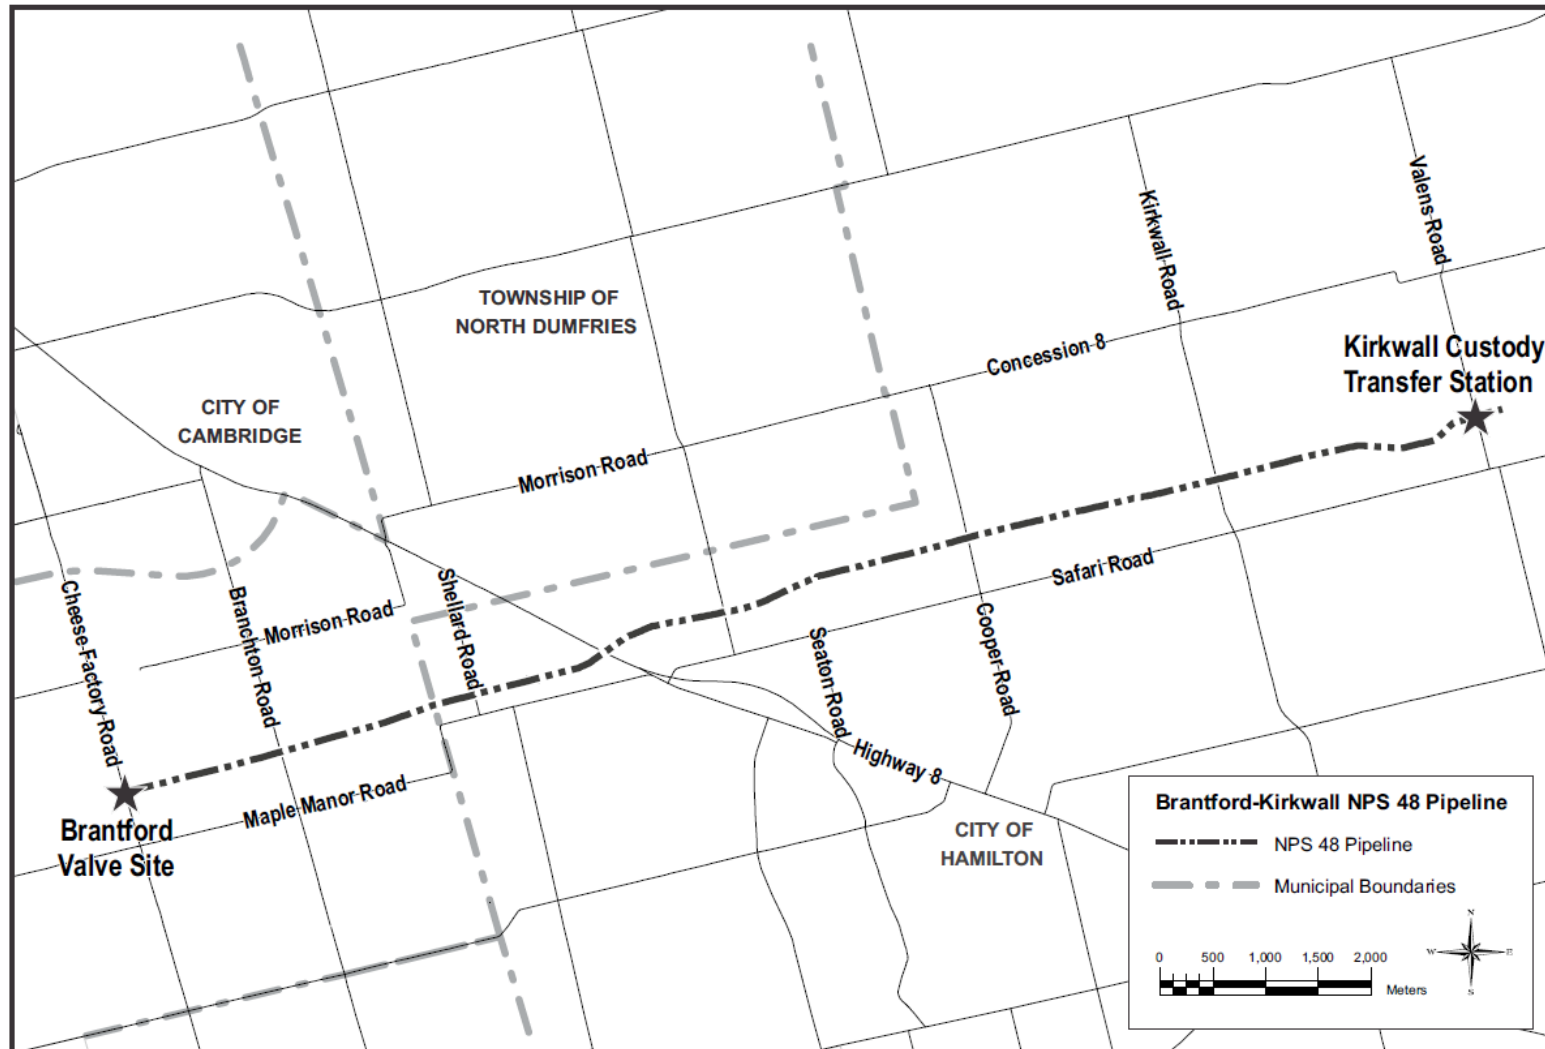 Valens Road
Kirkwall Road
TOWNSHIP OF
NORTH DUMFRIES
Concession 8
Kirkwall Custody
Transfer Station
CITY OF
CAMBRIDGE
Morrison Road
Safari Road
Cheese Factory Road
Branchton Road
Morrison Road
Shellard Road
Seaton Road
Cooper Road
Highway 8
Maple Manor Road
Brantford
Valve Site
CITY OF
HAMILTON
Brantford-Kirkwall NPS 48 Pipeline
NPS 48 Pipeline
Municipal Boundaries
N
W E
S
0 500 1,000 1,500 2,000
Meters